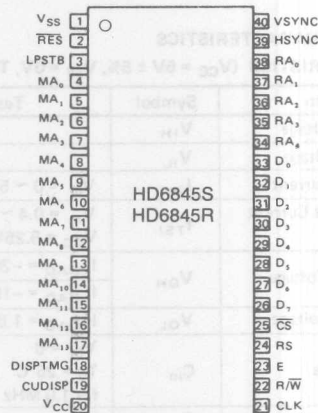 VSS 1
RES 2
LPSTB 3
MA0 4
MA1 5
MA2 6
MA3 7
MA4 8
MA5 9
MA6 10
MA7 11
MA8 12
MA9 13
MA10 14
MA11 15
MA12 16
MA13 17
DISPTMG 18
CUDISP 19
VCC 20
HD6845S
HD6845R
40 VSYNC
39 HSYNC
38 RA0
37 RA1
36 RA2
35 RA3
34 RA4
33 D0
32 D1
31 D2
30 D3
29 D4
28 D5
27 D6
26 D7
25 CS
24 RS
23 E
22 R/W
21 CLK